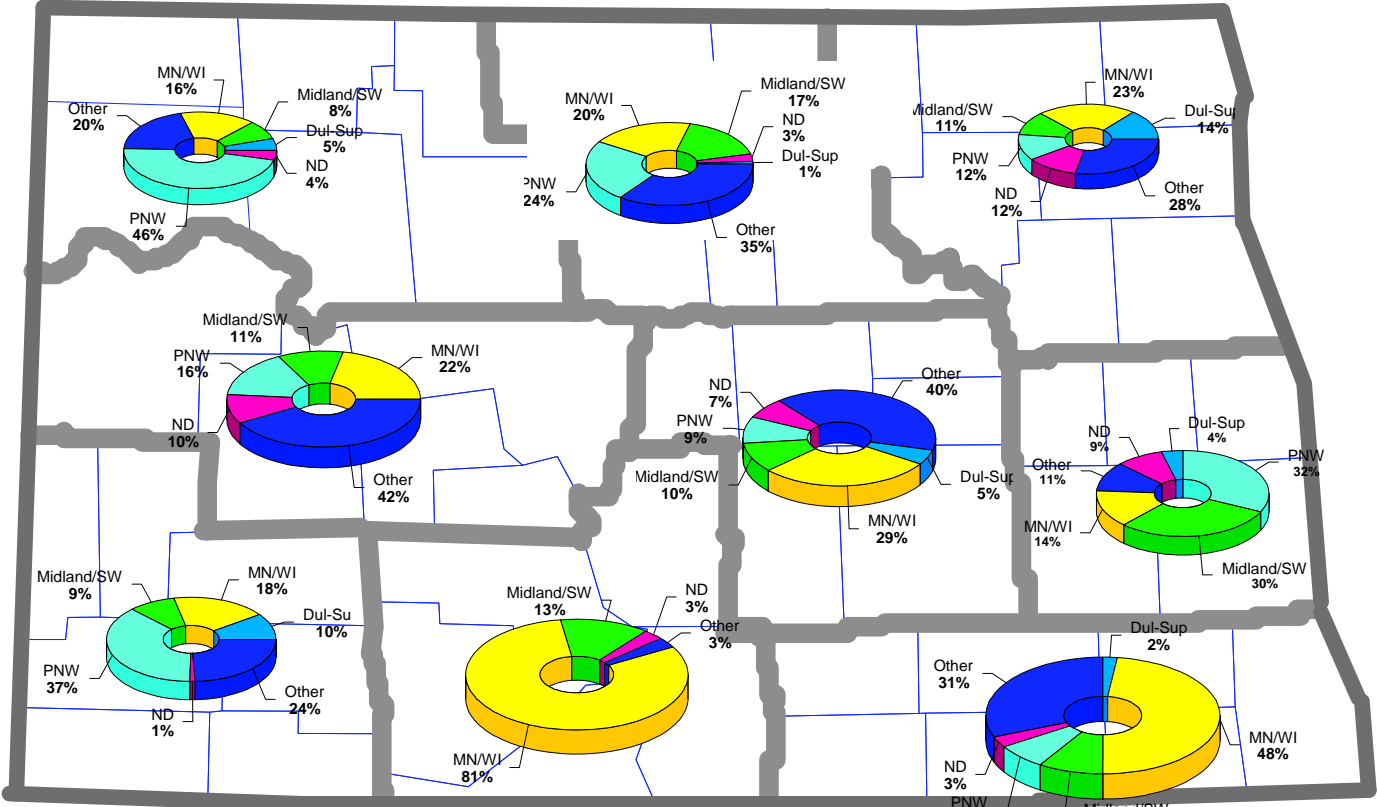 MN/WI
16%
Midland/SW
8%
Other
20%
Dul-Sup
5%
ND
4%
PNW
46%
MN/WI
20%
Midland/SW
17%
ND
3%
Dul-Sup
1%
PNW
24%
Other
35%
MN/WI
23%
Midland/SW
11%
Dul-Sup
14%
PNW
12%
ND
12%
Other
28%
Midland/SW
11%
MN/WI
22%
PNW
16%
ND
10%
Other
42%
Other
40%
ND
7%
PNW
9%
Midland/SW
10%
Dul-Sup
5%
MN/WI
29%
Dul-Sup
4%
ND
9%
PNW
32%
Other
11%
MN/WI
14%
Midland/SW
30%
Midland/SW
9%
MN/WI
18%
Dul-Su
10%
PNW
37%
Other
24%
ND
1%
Midland/SW
13%
ND
3%
Other
3%
MN/WI
81%
Dul-Sup
2%
Other
31%
MN/WI
48%
ND
3%
PNW
Midland/SW